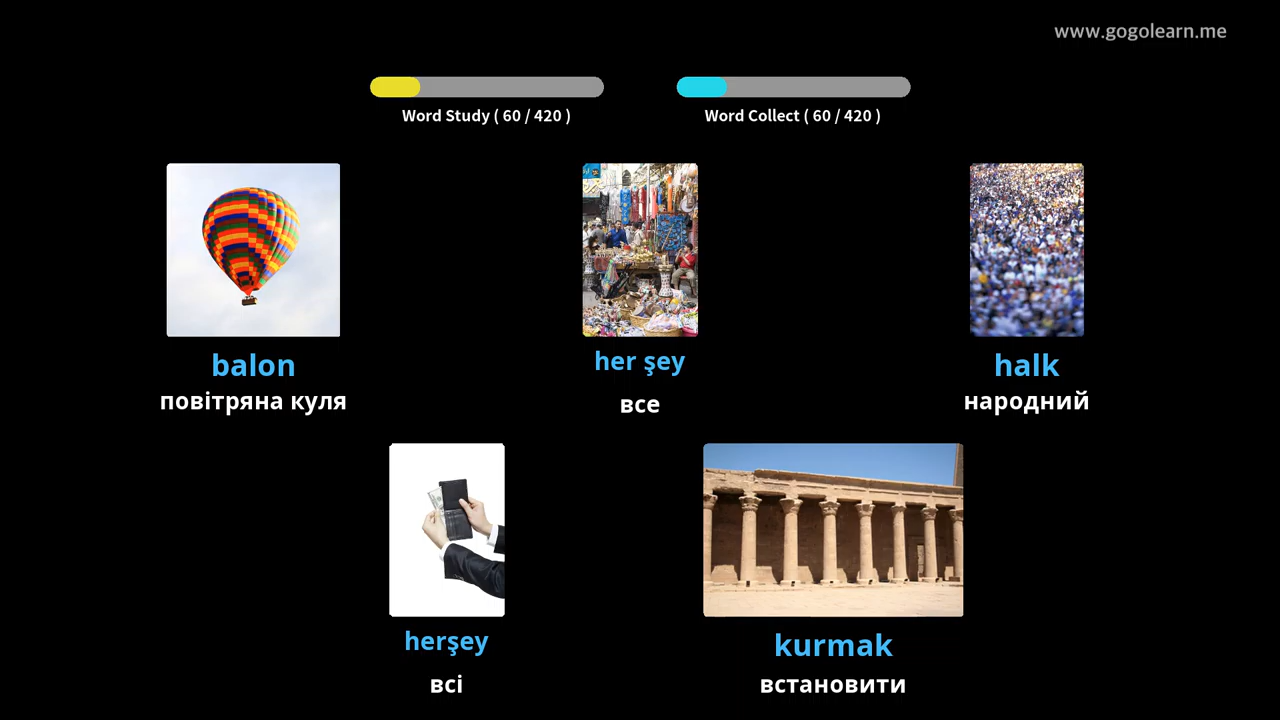 www.gogolearn.me
Word Study ( 60 / 420 )
Word Collect ( 60 / 420 )
balon
повітряна куля
her şey
все
halk
народний
herşey
всі
kurmak
встановити